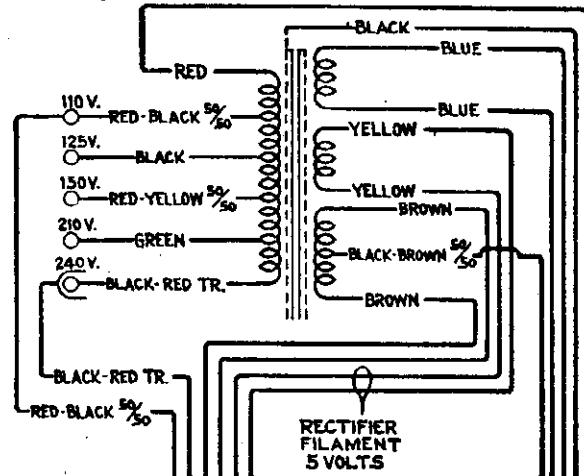 BLACK
BLUE
RED
110 V.
RED-BLACK 50/50
BLUE
125V.
BLACK
YELLOW
150V.
RED-YELLOW 50/50
YELLOW
BROWN
210 V.
GREEN
BLACK-BROWN 50/50
240 V.
BLACK-RED TR.
BROWN
BLACK-RED TR.
RED-BLACK 50/50
RECTIFIER
FILAMENT
5 VOLTS